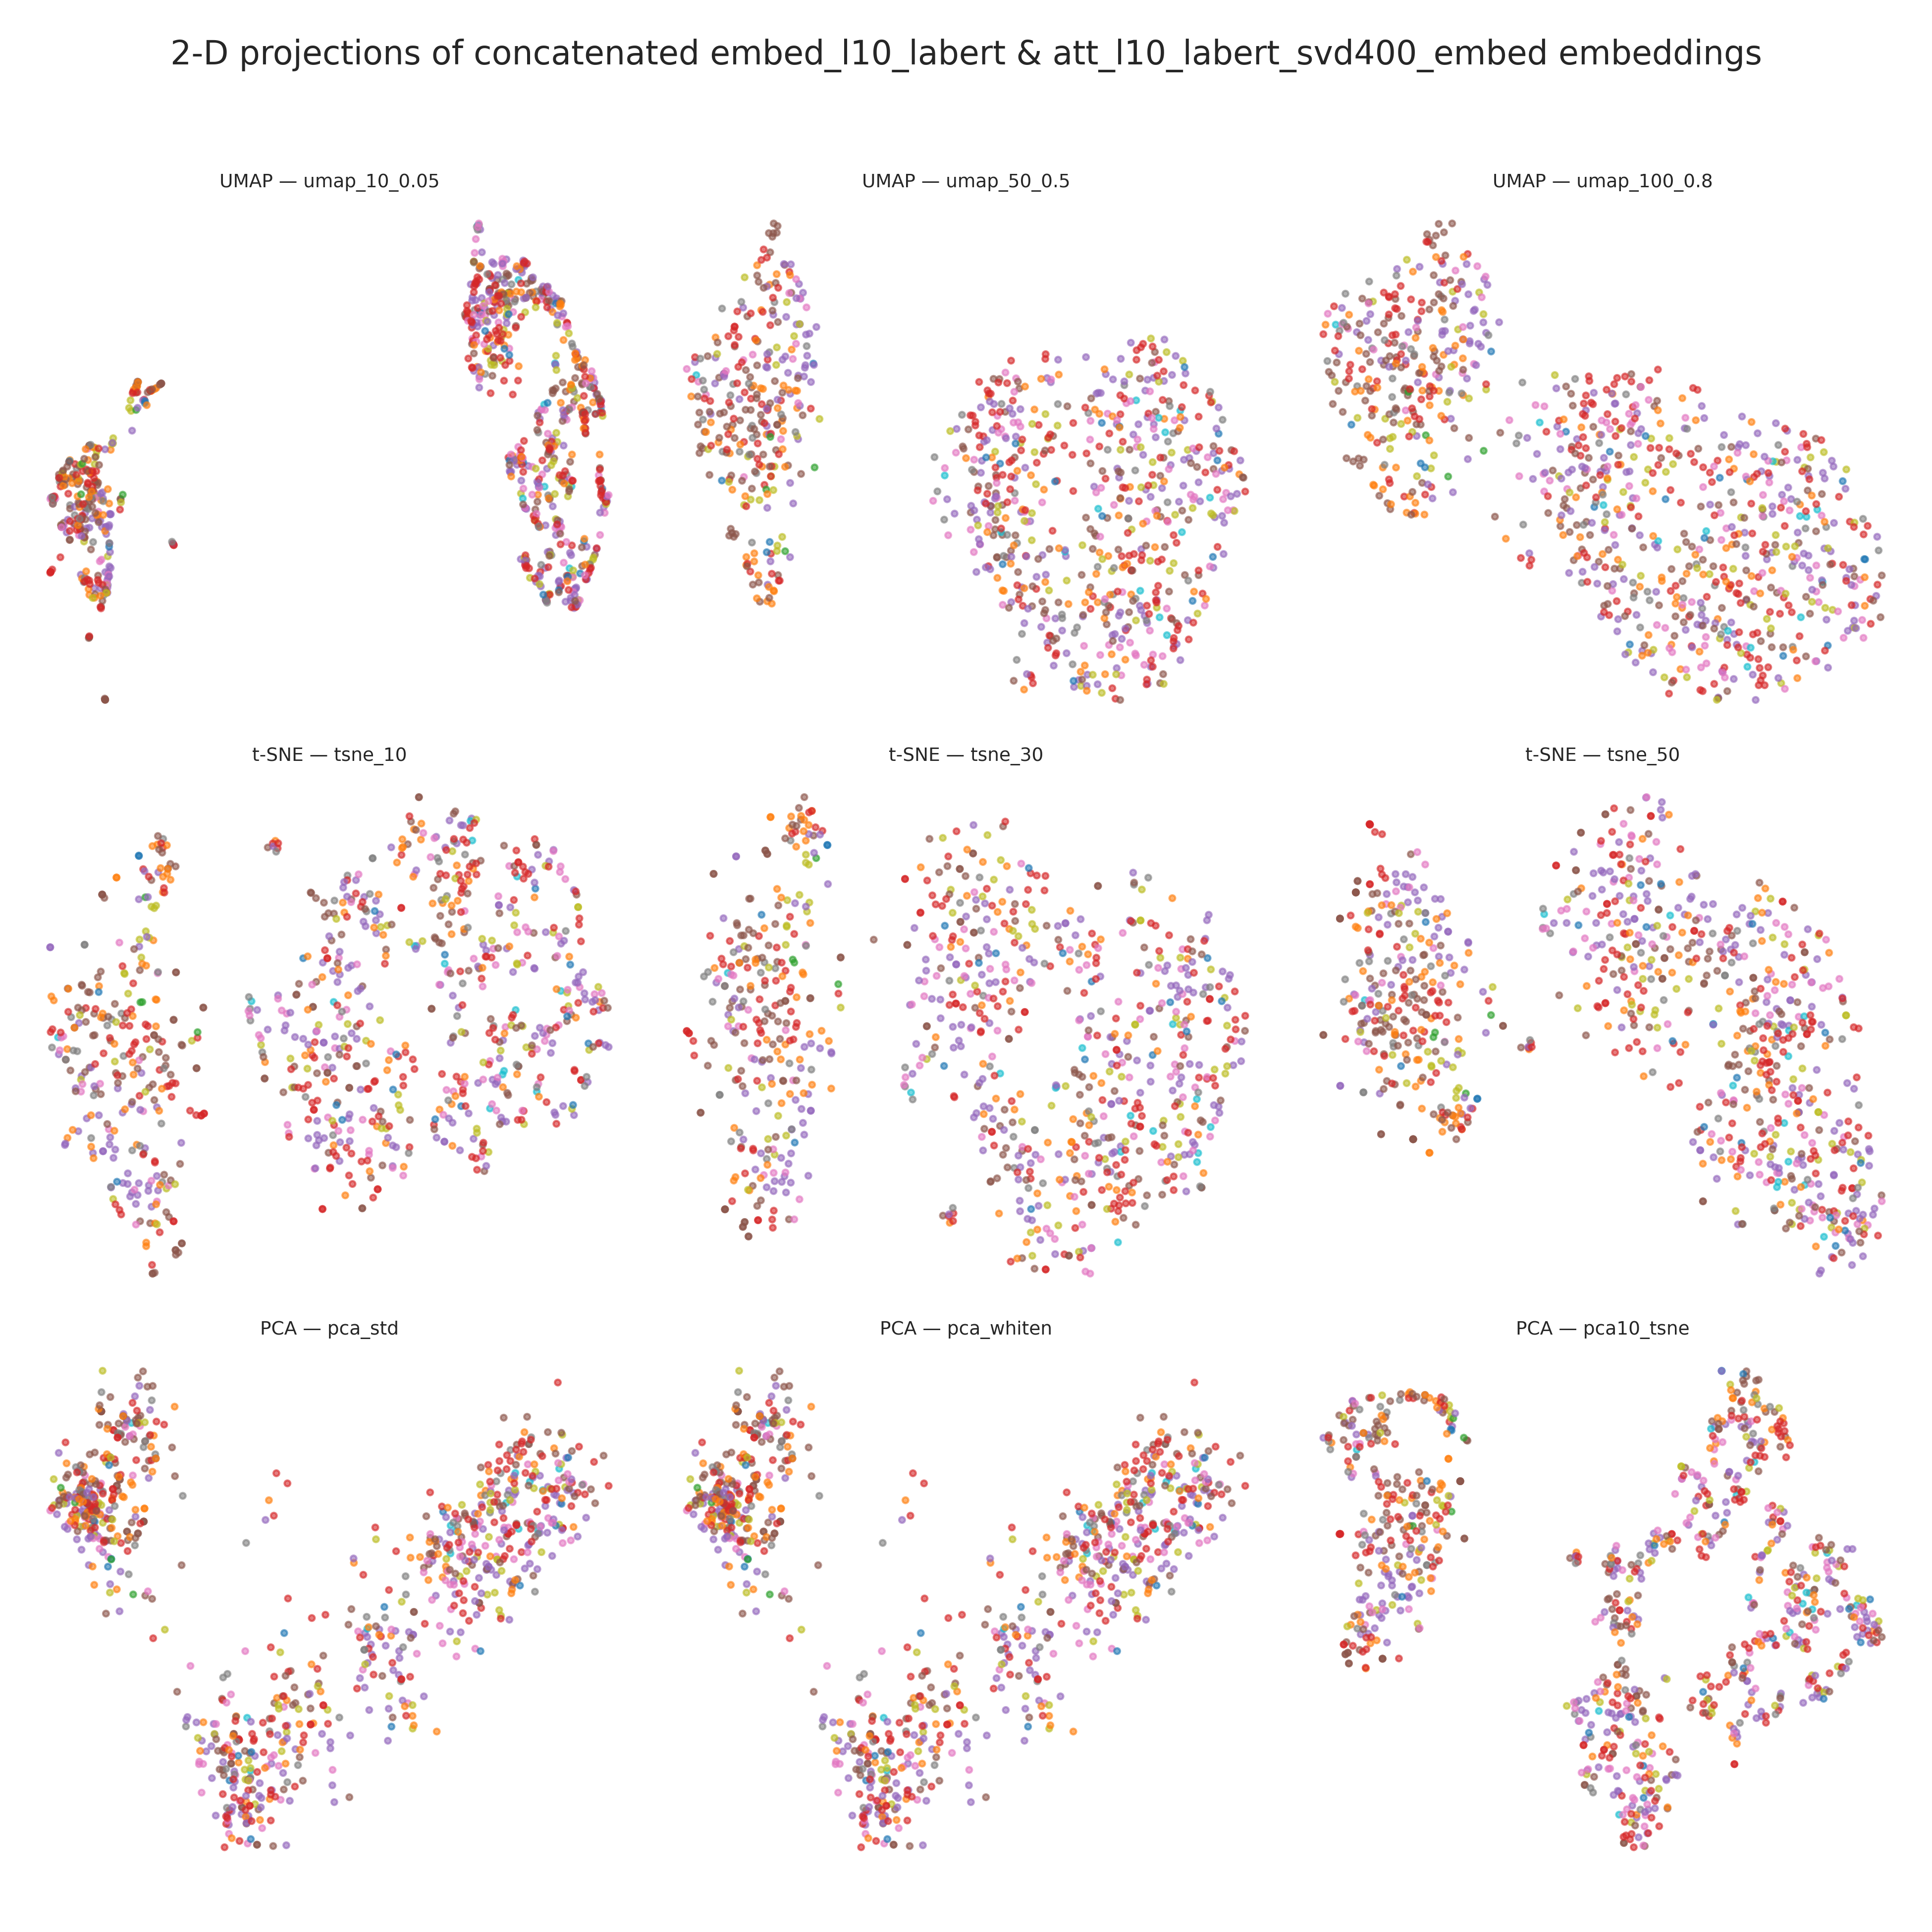 2-D projections of concatenated embed_l10_labert & att_l10_labert_svd400_embed embeddings
UMAP — umap_10_0.05
UMAP — umap_50_0.5
UMAP — umap_100_0.8
t-SNE — tsne_10
t-SNE — tsne_30
t-SNE — tsne_50
PCA — pca_std
PCA — pca_whiten
PCA — pca10_tsne